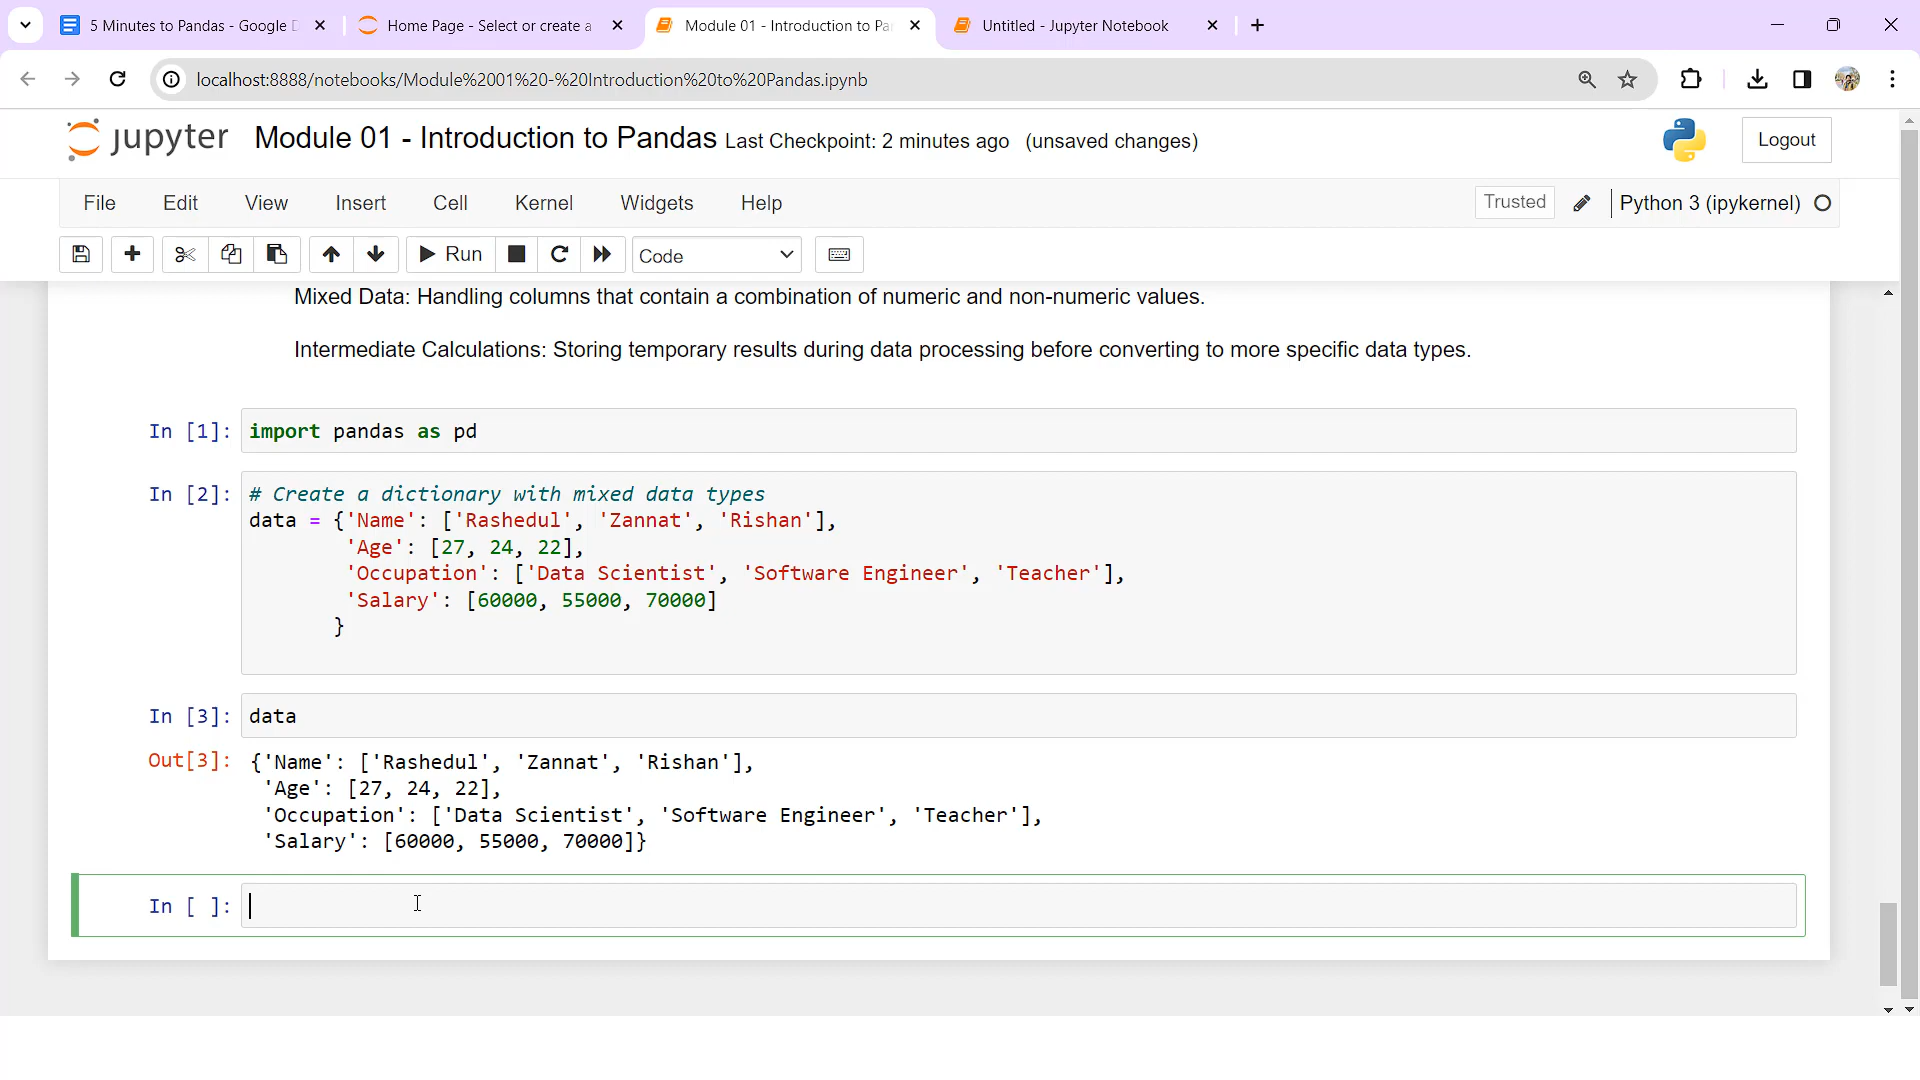 5 Minutes to Pandas - Google D
Home Page - Select or create a
Module 01 - Introduction to Pa
Untitled - Jupyter Notebook
localhost:8888/notebooks/Module%2001%20-%20Introduction%20to%20Pandas.ipynb
jupyter Module 01 - Introduction to Pandas Last Checkpoint: 2 minutes ago (unsaved changes)
Logout
File Edit View Insert Cell Kernel Widgets Help Trusted Python 3 (ipykernel)
Run Code
Mixed Data: Handling columns that contain a combination of numeric and non-numeric values.
Intermediate Calculations: Storing temporary results during data processing before converting to more specific data types.
In [1]: import pandas as pd
In [2]: # Create a dictionary with mixed data types
data = {'Name': ['Rashedul', 'Zannat', 'Rishan'],
'Age': [27, 24, 22],
'Occupation': ['Data Scientist', 'Software Engineer', 'Teacher'],
'Salary': [60000, 55000, 70000]
}
In [3]: data
Out[3]: {'Name': ['Rashedul', 'Zannat', 'Rishan'],
'Age': [27, 24, 22],
'Occupation': ['Data Scientist', 'Software Engineer', 'Teacher'],
'Salary': [60000, 55000, 70000]}
In [ ]: